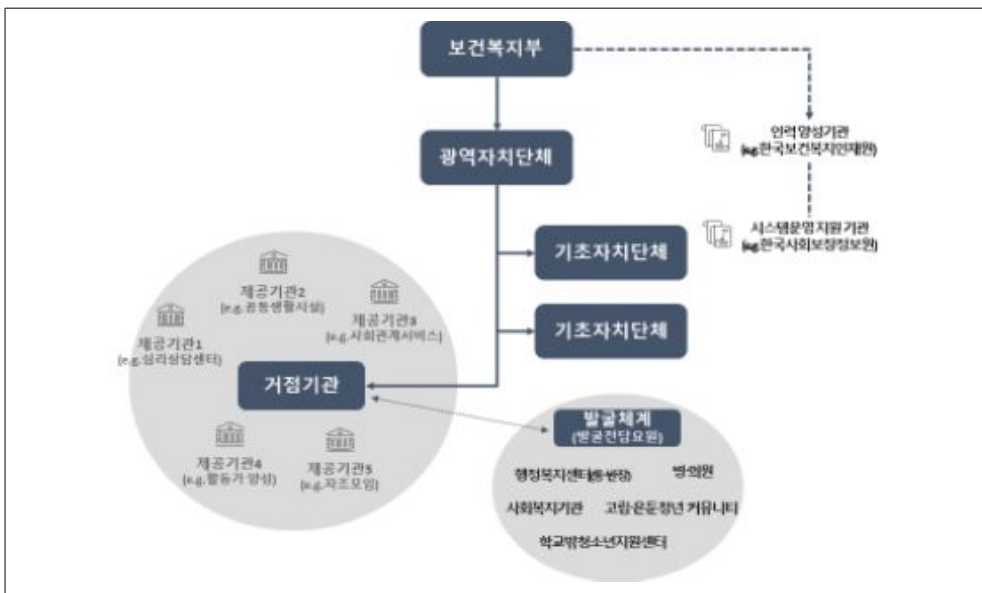 보건복지부
인력 양성기관
(e.g.한국보건복지인재원)
광역자치단체
시스템운영 지원 기관
(e.g.한국사회보장정보원)
기초자치단체
기초자치단체
제공기관2
(e.g.공동생활시설)
제공기관3
(e.g.사회관계서비스)
제공기관1
(e.g.심리상담센터)
거점기관
제공기관4
(e.g.활동가 양성)
제공기관5
(e.g.자조모임)
발굴체계
(발굴전담요원)
행정복지센터(통·반장)
병·의원
사회복지기관
고립·은둔청년 커뮤니티
학교밖청소년지원센터